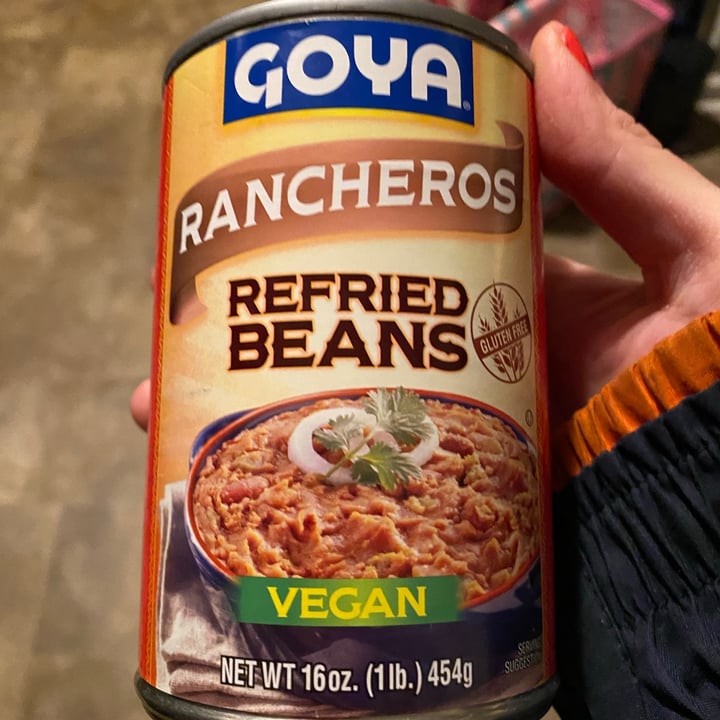 GOYA®
RANCHEROS
REFRIED
BEANS
GLUTEN FREE
VEGAN
NET WT 16oz. (1lb.) 454g